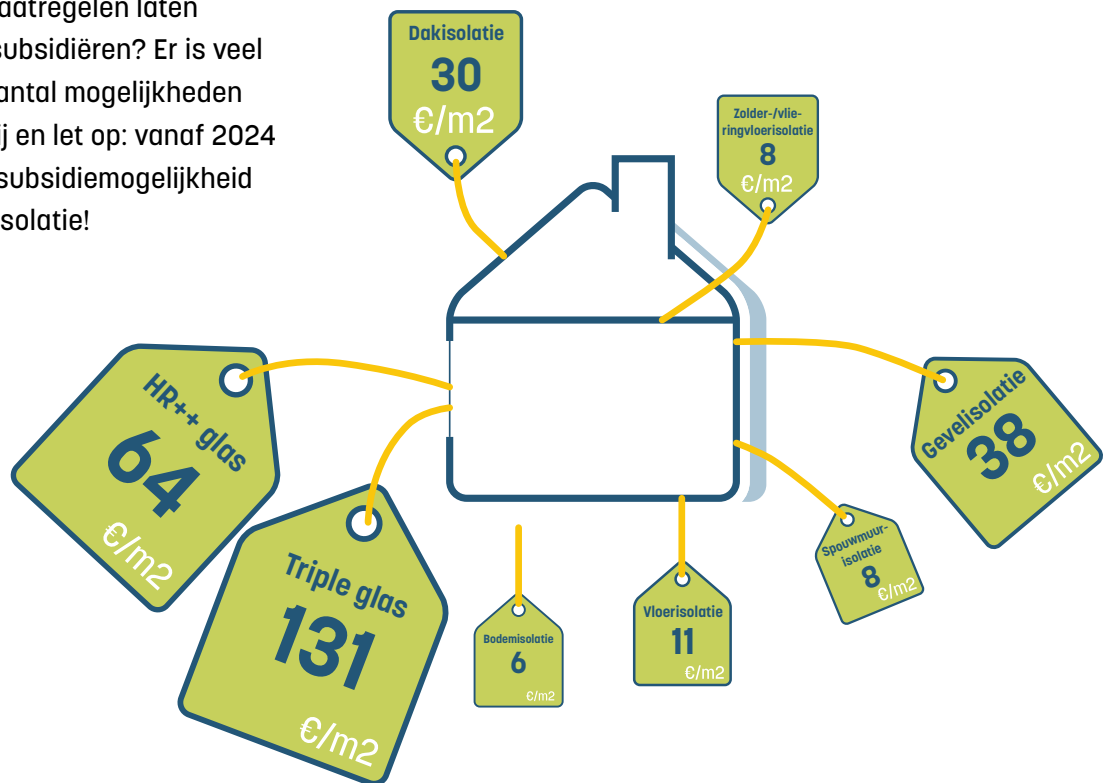 aatregelen laten
subsidiëren? Er is veel
antal mogelijkheden
ij en let op: vanaf 2024
subsidiemogelijkheid
solatie!
Dakisolatie
30
€/m2
Zolder-/vlie-
ringvloerisolatie
8
€/m2
HR++ glas
64
€/m2
Triple glas
131
€/m2
Bodemisolatie
6
€/m2
Vloerisolatie
11
€/m2
Spouwmuur-
isolatie
8
€/m2
Gevelisolatie
38
€/m2